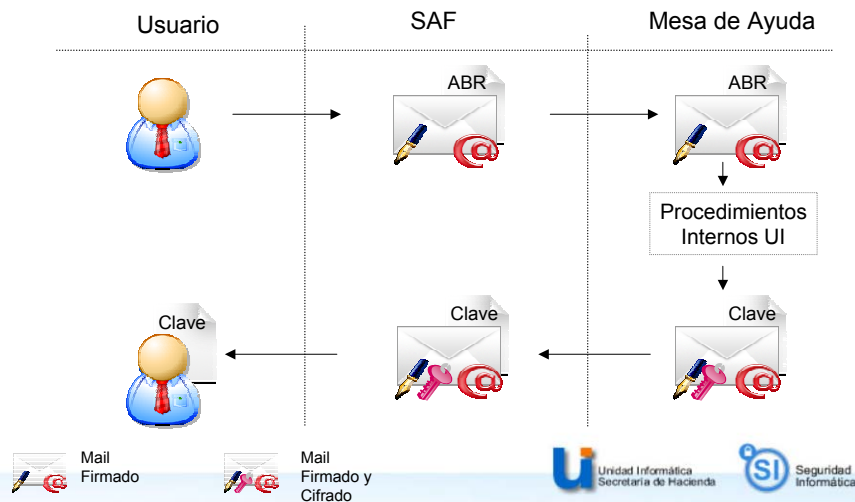 Usuario
SAF
Mesa de Ayuda
ABR
ABR
Procedimientos
Internos UI
Clave
Clave
Clave
Mail
Firmado
Mail
Firmado y
Cifrado
Ui
Unidad Informática
Secretaría de Hacienda
SI
Seguridad
Informática